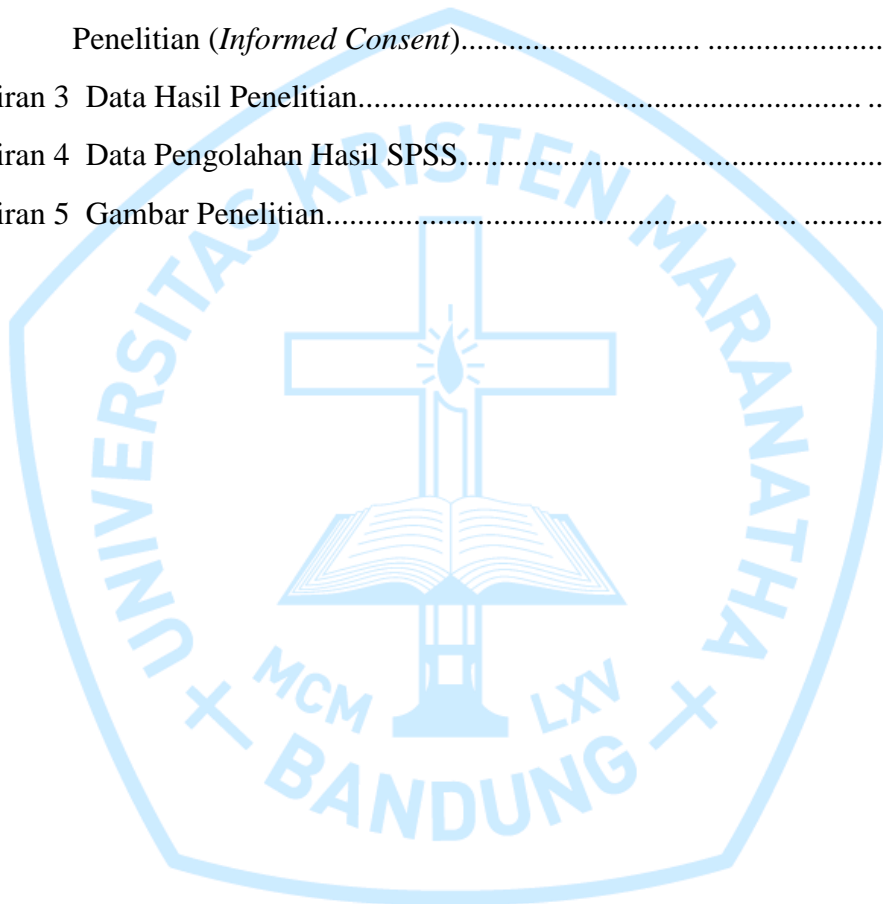 Penelitian (Informed Consent)............................. ......................
iran 3 Data Hasil Penelitian................................................................ ..
iran 4 Data Pengolahan Hasil SPSS.....................................................
iran 5 Gambar Penelitian........................................................... ..........
UNIVERSITAS KRISTEN MARANATHA
MCM LXV
BANDUNG